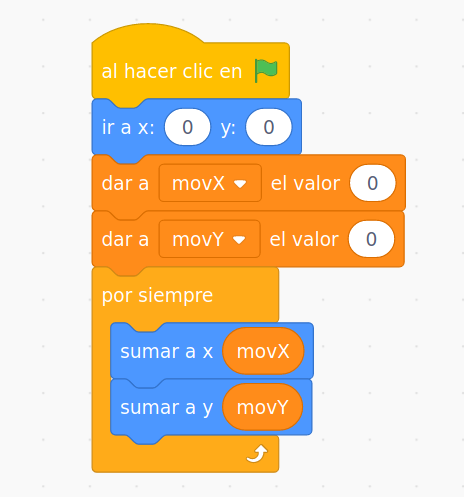 al hacer clic en
ir a x: 0 y: 0
dar a movX el valor 0
dar a movY el valor 0
por siempre
sumar a x movX
sumar a y movY